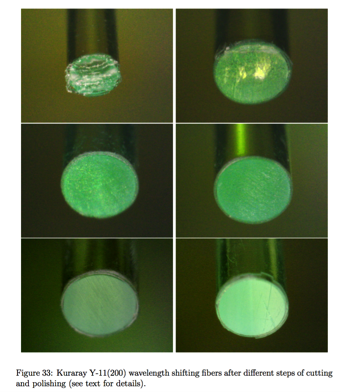 Figure 33: Kuraray Y-11(200) wavelength shifting fibers after different steps of cutting
and polishing (see text for details).